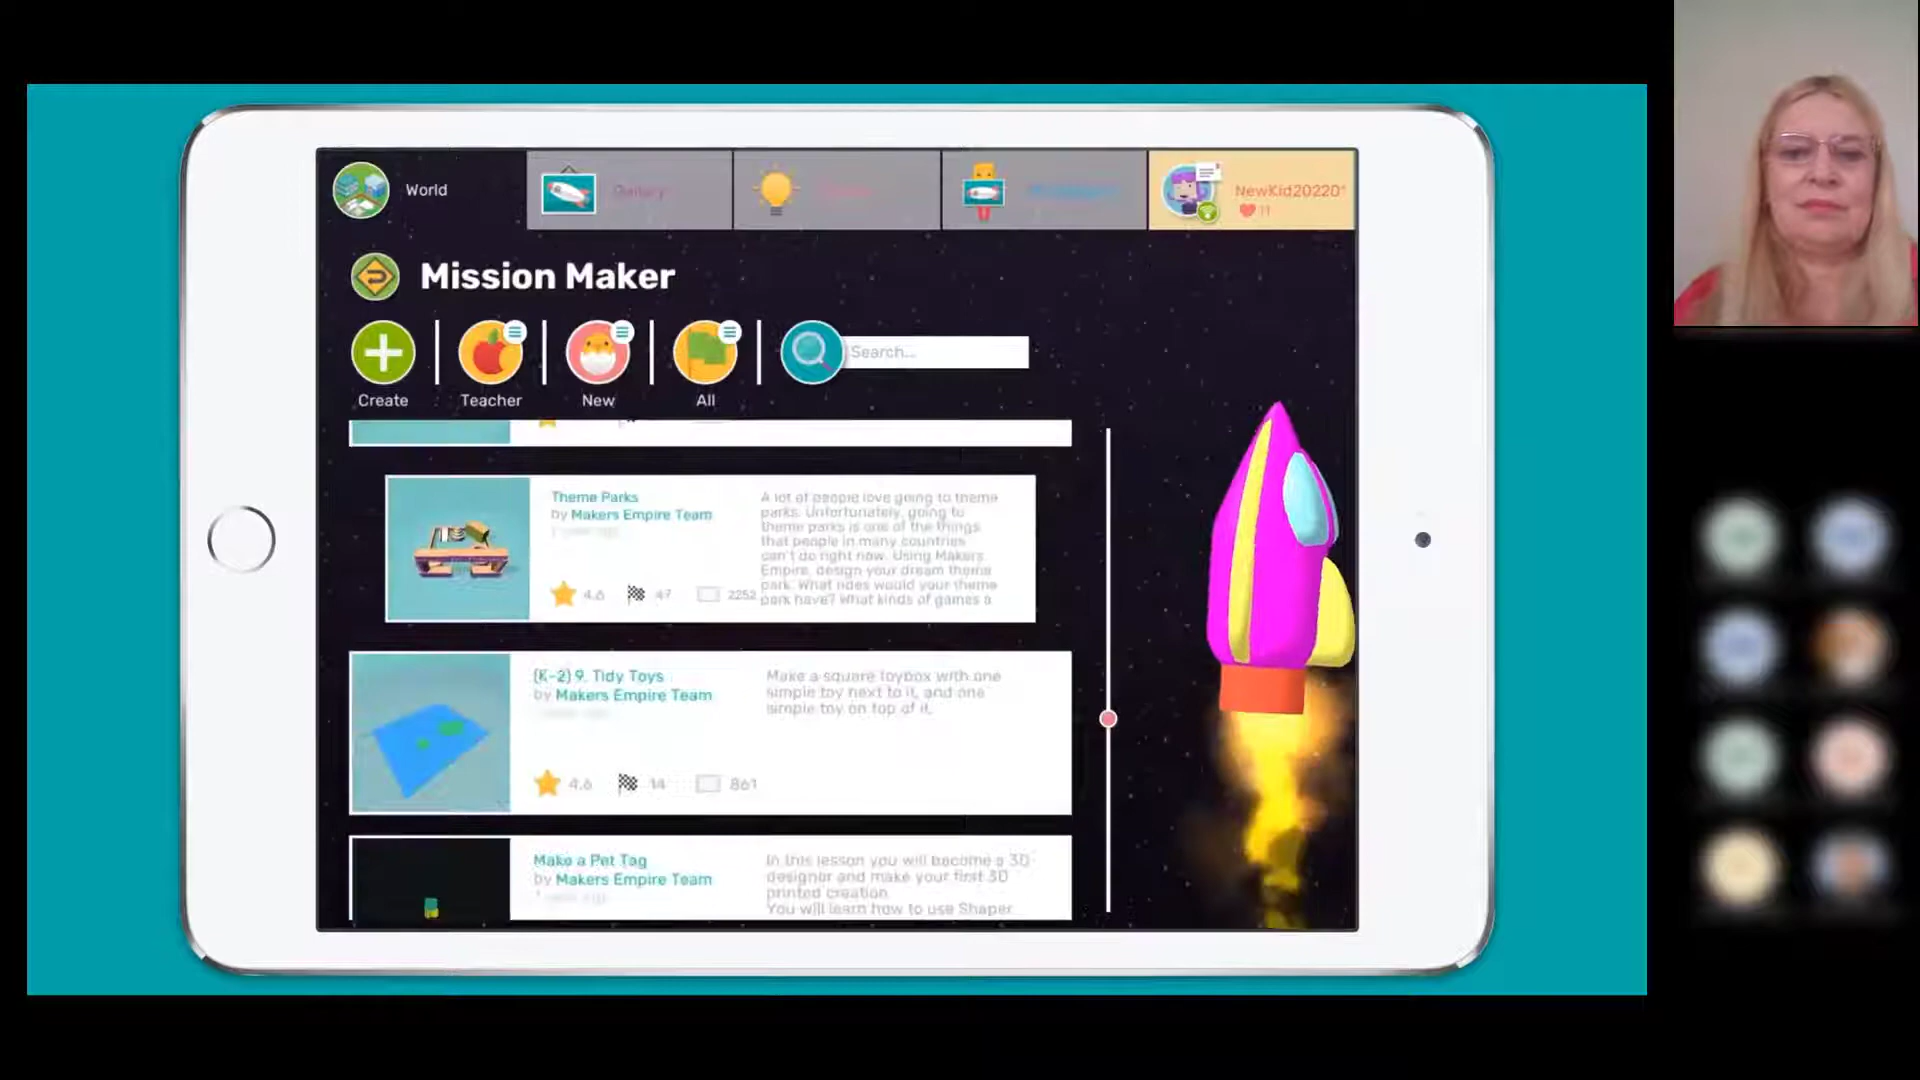 World
Gallery
NewKid20220*
11
Mission Maker
Search...
Create
Teacher
New
All
Theme Parks
by Makers Empire Team
4.6 47 2252
A lot of people love going to theme
parks. Unfortunately, going to
theme parks is one of the things
that people in many countries
can't do right now. Using Makers
Empire, design your dream theme
park. What rides would your theme
park have? What kinds of games a
(K-2) 9. Tidy Toys
by Makers Empire Team
4.6 14 861
Make a square toybox with one
simple toy next to it, and one
simple toy on top of it.
Make a Pet Tag
by Makers Empire Team
In this lesson you will become a 3D
designer and make your first 3D
printed creation.
You will learn how to use Shaper